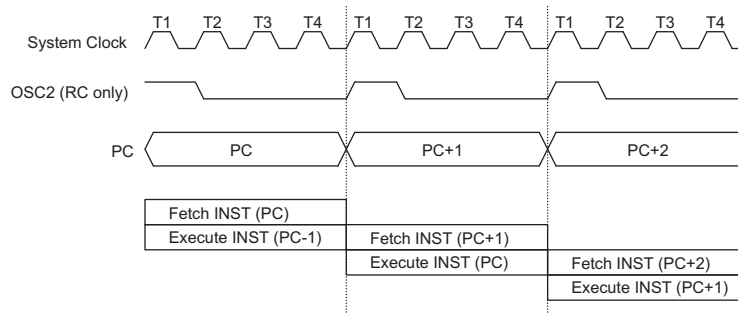 T1 T2 T3 T4 T1 T2 T3 T4 T1 T2 T3 T4
System Clock
OSC2 (RC only)
PC PC PC+1 PC+2
Fetch INST (PC)
Execute INST (PC-1) Fetch INST (PC+1)
Execute INST (PC) Fetch INST (PC+2)
Execute INST (PC+1)